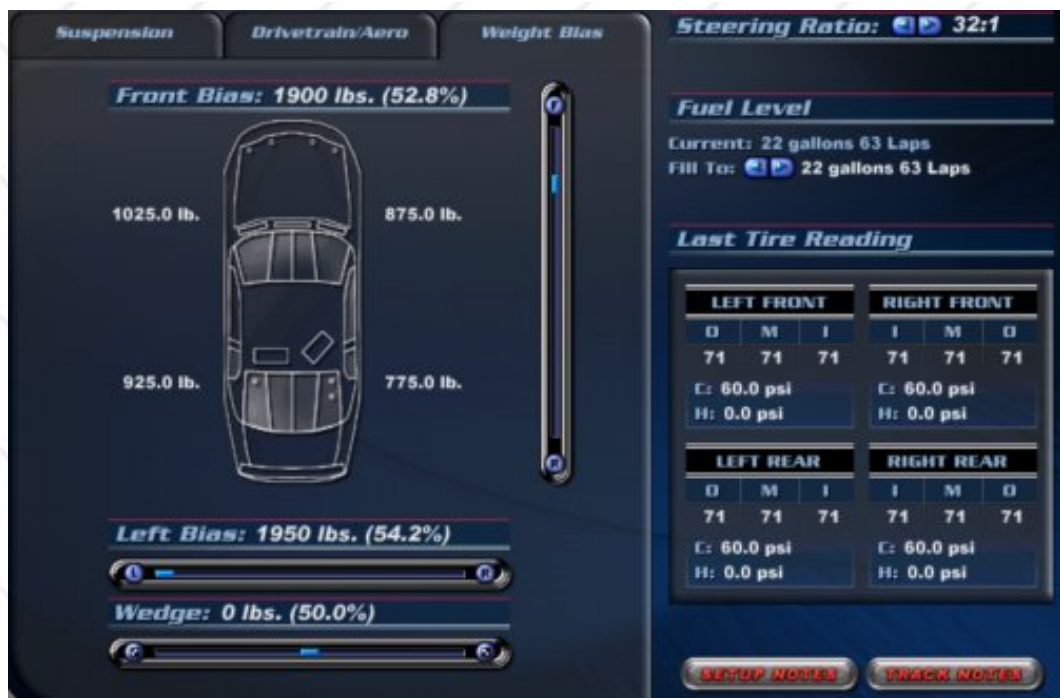 Suspension
Drivetrain/Aero
Weight Bias
Front Bias: 1900 lbs. (52.8%)
F
1025.0 lb.
875.0 lb.
925.0 lb.
775.0 lb.
R
Left Bias: 1950 lbs. (54.2%)
L
R
Wedge: 0 lbs. (50.0%)
Steering Ratio: 32:1
Fuel Level
Current: 22 gallons 63 Laps
Fill To: 22 gallons 63 Laps
Last Tire Reading
LEFT FRONT
O M I
71 71 71
C: 60.0 psi
H: 0.0 psi
RIGHT FRONT
I M O
71 71 71
C: 60.0 psi
H: 0.0 psi
LEFT REAR
O M I
71 71 71
C: 60.0 psi
H: 0.0 psi
RIGHT REAR
I M O
71 71 71
C: 60.0 psi
H: 0.0 psi
SETUP NOTES
TRACK NOTES